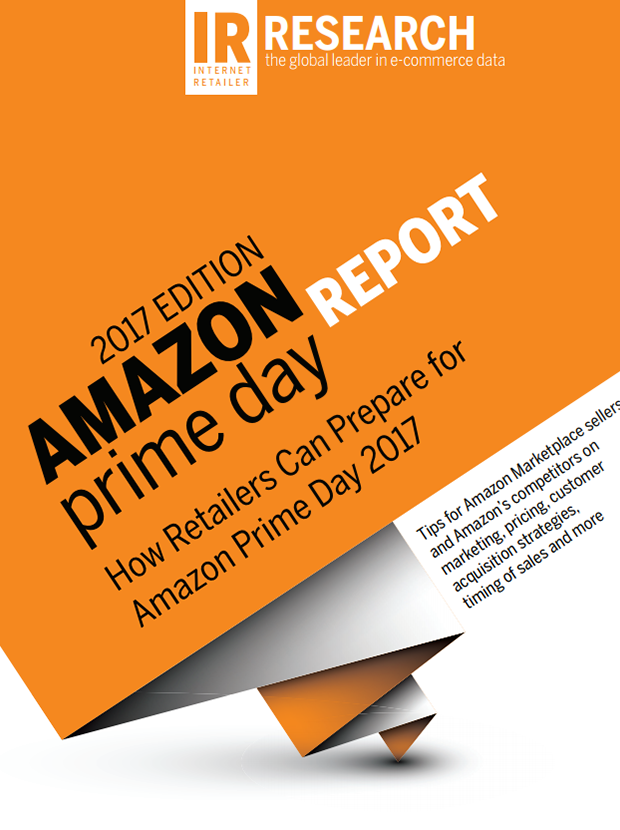 IR RESEARCH
INTERNET
RETAILER
the global leader in e-commerce data
2017 EDITION
AMAZON REPORT
prime day
How Retailers Can Prepare for
Amazon Prime Day 2017
Tips for Amazon Marketplace sellers
and Amazon's competitors on
marketing, pricing, customer
acquisition strategies,
timing of sales and more